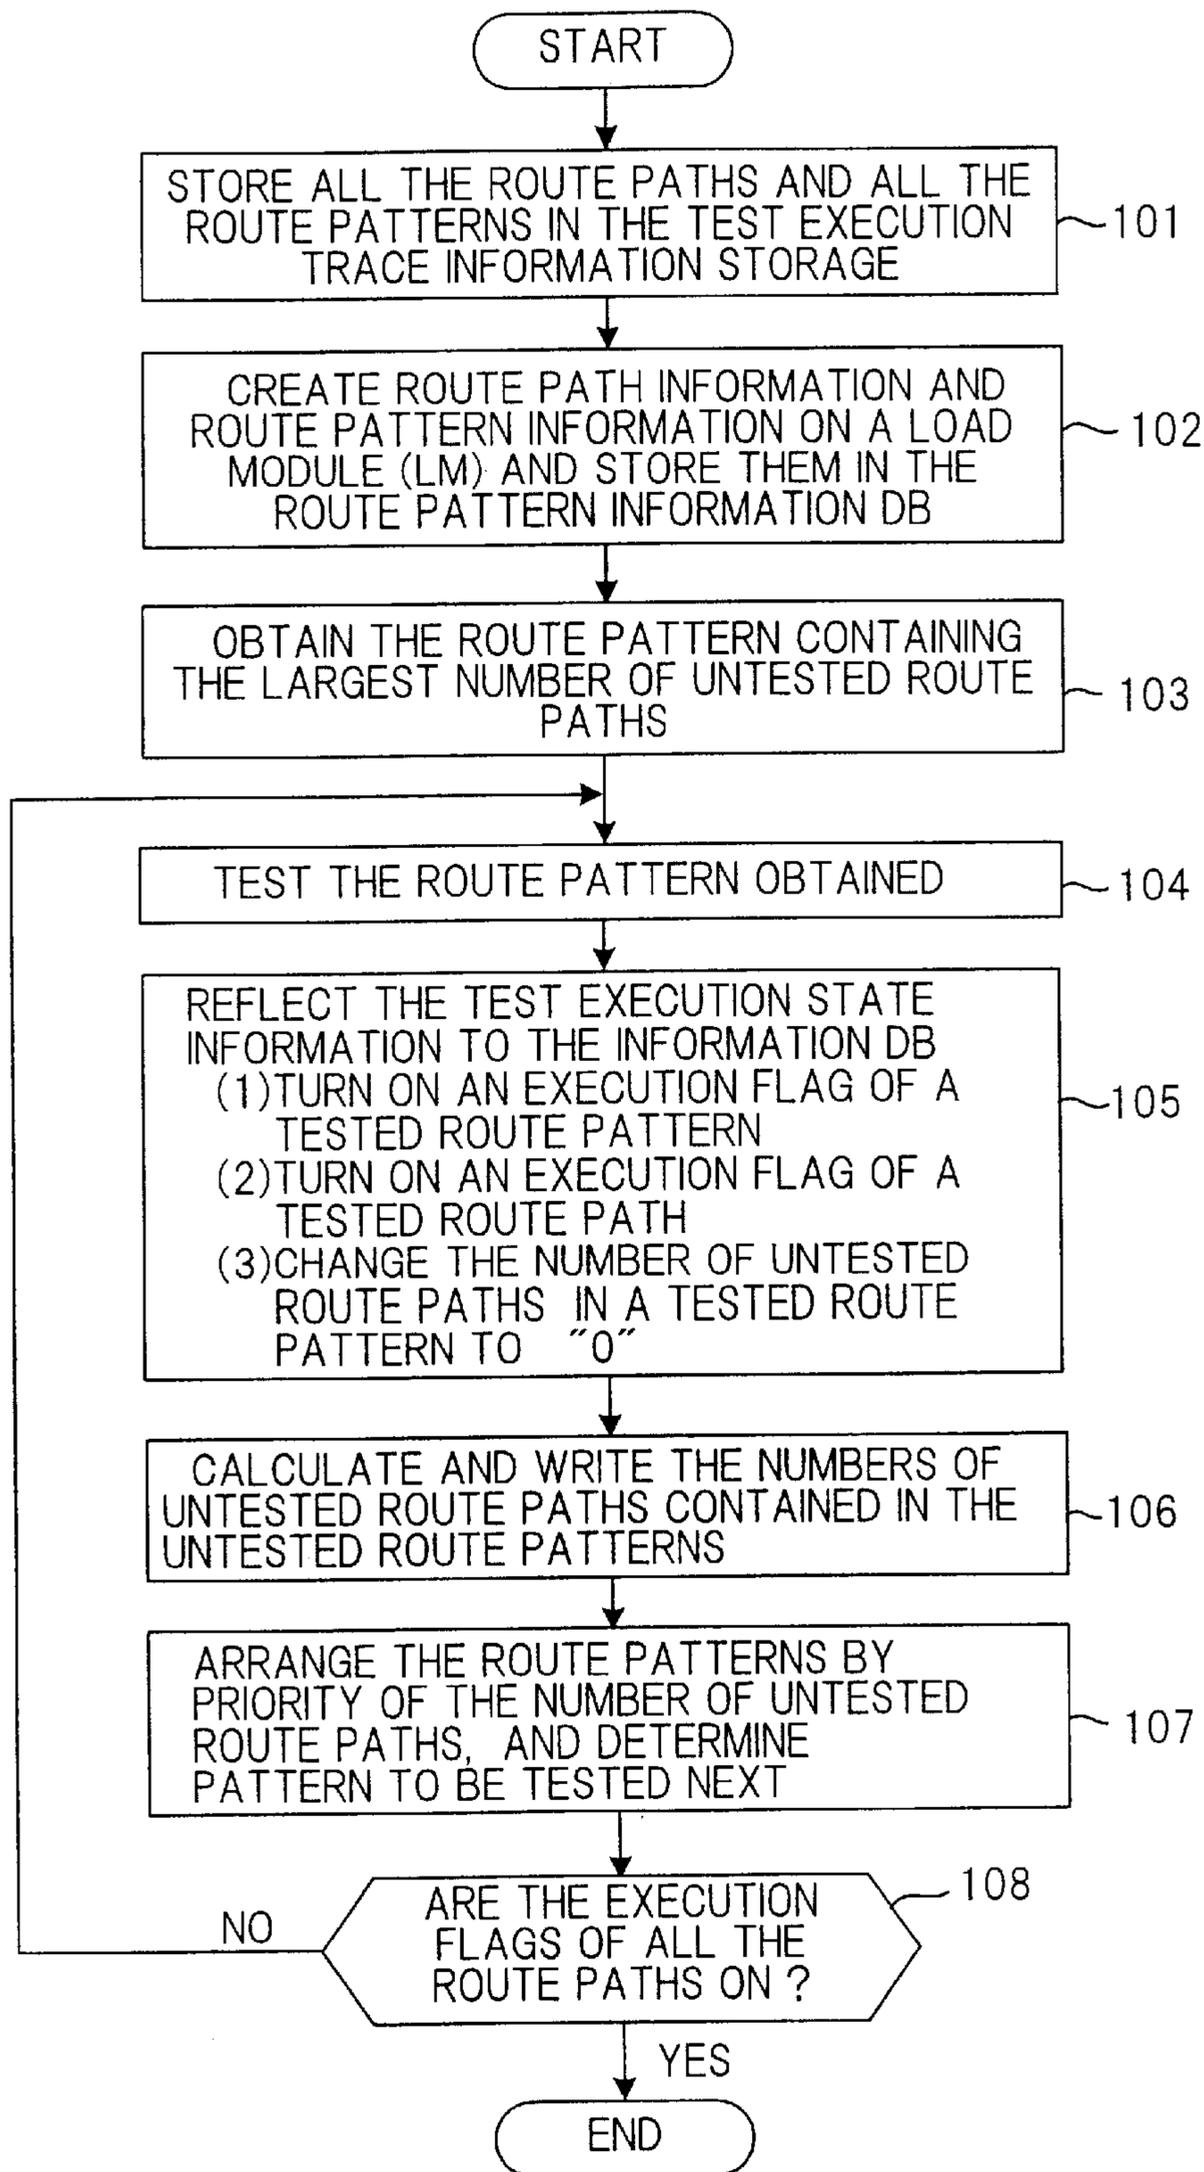 START
STORE ALL THE ROUTE PATHS AND ALL THE
ROUTE PATTERNS IN THE TEST EXECUTION
TRACE INFORMATION STORAGE
101
CREATE ROUTE PATH INFORMATION AND
ROUTE PATTERN INFORMATION ON A LOAD
MODULE (LM) AND STORE THEM IN THE
ROUTE PATTERN INFORMATION DB
102
OBTAIN THE ROUTE PATTERN CONTAINING
THE LARGEST NUMBER OF UNTESTED ROUTE
PATHS
103
TEST THE ROUTE PATTERN OBTAINED
104
REFLECT THE TEST EXECUTION STATE
INFORMATION TO THE INFORMATION DB
(1)TURN ON AN EXECUTION FLAG OF A
TESTED ROUTE PATTERN
(2)TURN ON AN EXECUTION FLAG OF A
TESTED ROUTE PATH
(3)CHANGE THE NUMBER OF UNTESTED
ROUTE PATHS IN A TESTED ROUTE
PATTERN TO "0"
105
CALCULATE AND WRITE THE NUMBERS OF
UNTESTED ROUTE PATHS CONTAINED IN THE
UNTESTED ROUTE PATTERNS
106
ARRANGE THE ROUTE PATTERNS BY
PRIORITY OF THE NUMBER OF UNTESTED
ROUTE PATHS, AND DETERMINE
PATTERN TO BE TESTED NEXT
107
ARE THE EXECUTION
FLAGS OF ALL THE
ROUTE PATHS ON ?
108
NO
YES
END